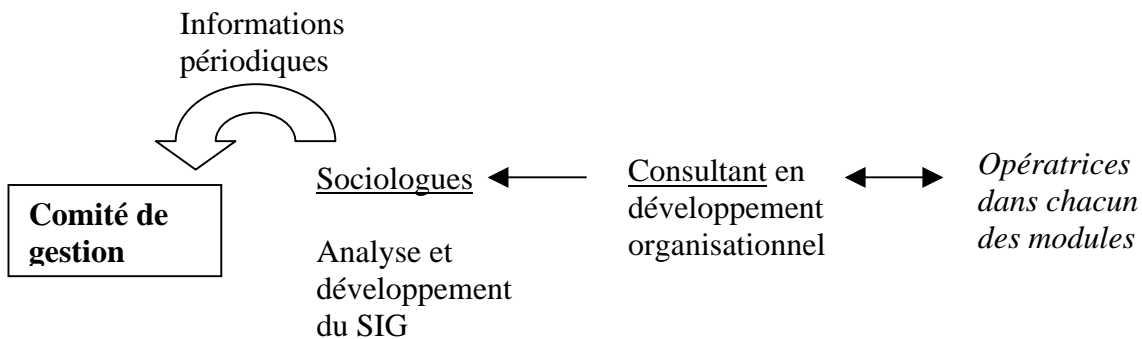 Informations
périodiques
Comité de
gestion
Sociologues
Analyse et
développement
du SIG
Consultant en
développement
organisationnel
Opératrices
dans chacun
des modules